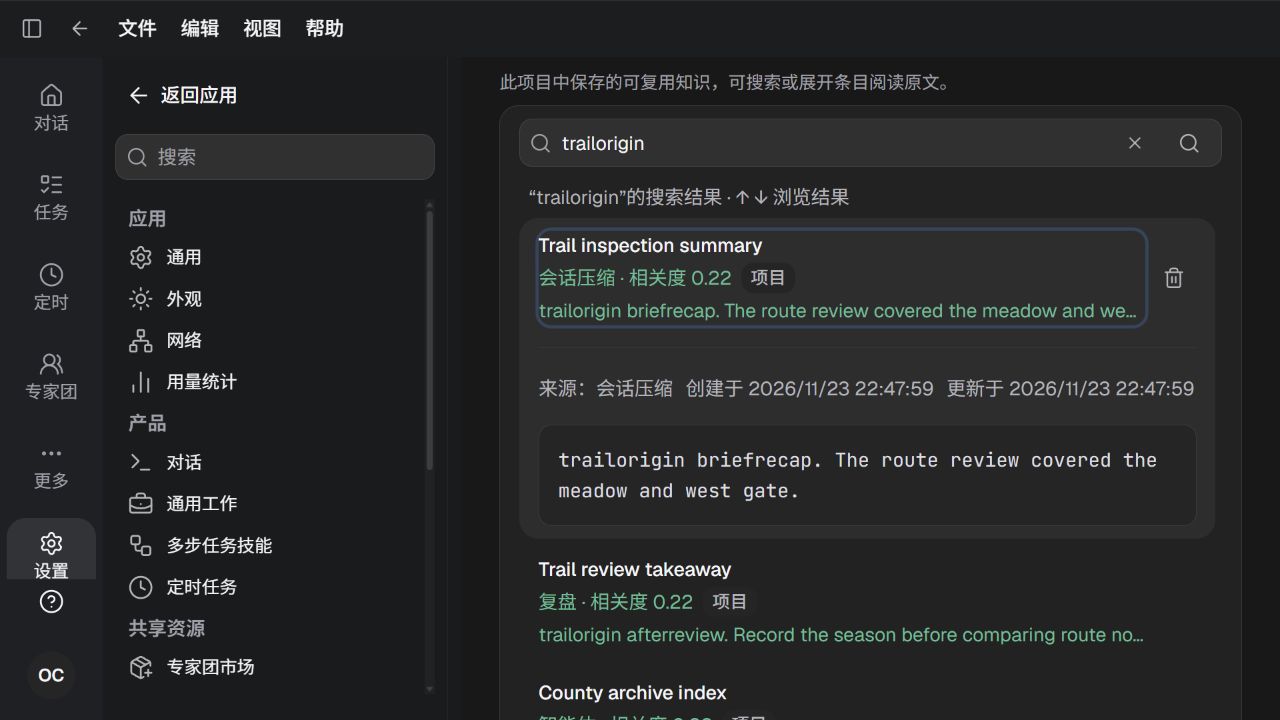 文件 编辑 视图 帮助
对话
任务
定时
专家团
更多
设置
OC
返回应用
搜索
应用
通用
外观
网络
用量统计
产品
对话
通用工作
多步任务技能
定时任务
共享资源
专家团市场
此项目中保存的可复用知识，可搜索或展开条目阅读原文。
trailorigin
“trailorigin”的搜索结果 · ↑↓ 浏览结果
Trail inspection summary
会话压缩 · 相关度 0.22 项目
trailorigin briefrecap. The route review covered the meadow and we...
来源：会话压缩 创建于 2026/11/23 22:47:59 更新于 2026/11/23 22:47:59
trailorigin briefrecap. The route review covered the
meadow and west gate.
Trail review takeaway
复盘 · 相关度 0.22 项目
trailorigin afterreview. Record the season before comparing route no...
County archive index